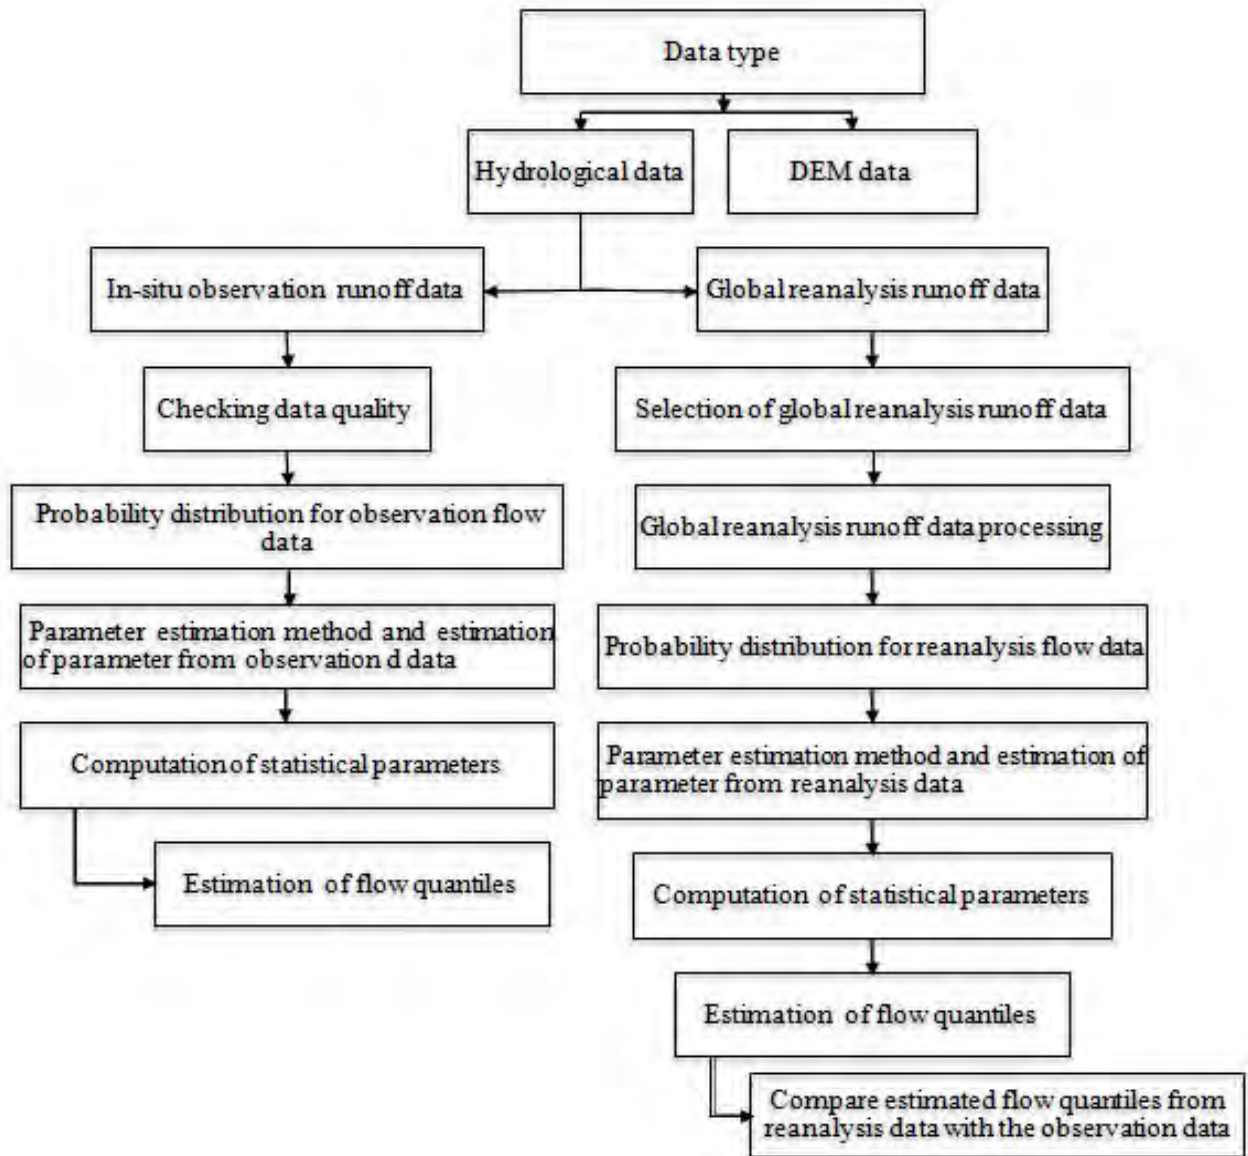 Data type
Hydrological data
DEM data
In-situ observation runoff data
Global reanalysis runoff data
Checking data quality
Selection of global reanalysis runoff data
Probability distribution for observation flow
data
Global reanalysis runoff data processing
Parameter estimation method and estimation
of parameter from observation d data
Probability distribution for reanalysis flow data
Computation of statistical parameters
Parameter estimation method and estimation of
parameter from reanalysis data
Estimation of flow quantiles
Computation of statistical parameters
Estimation of flow quantiles
Compare estimated flow quantiles from
reanalysis data with the observation data